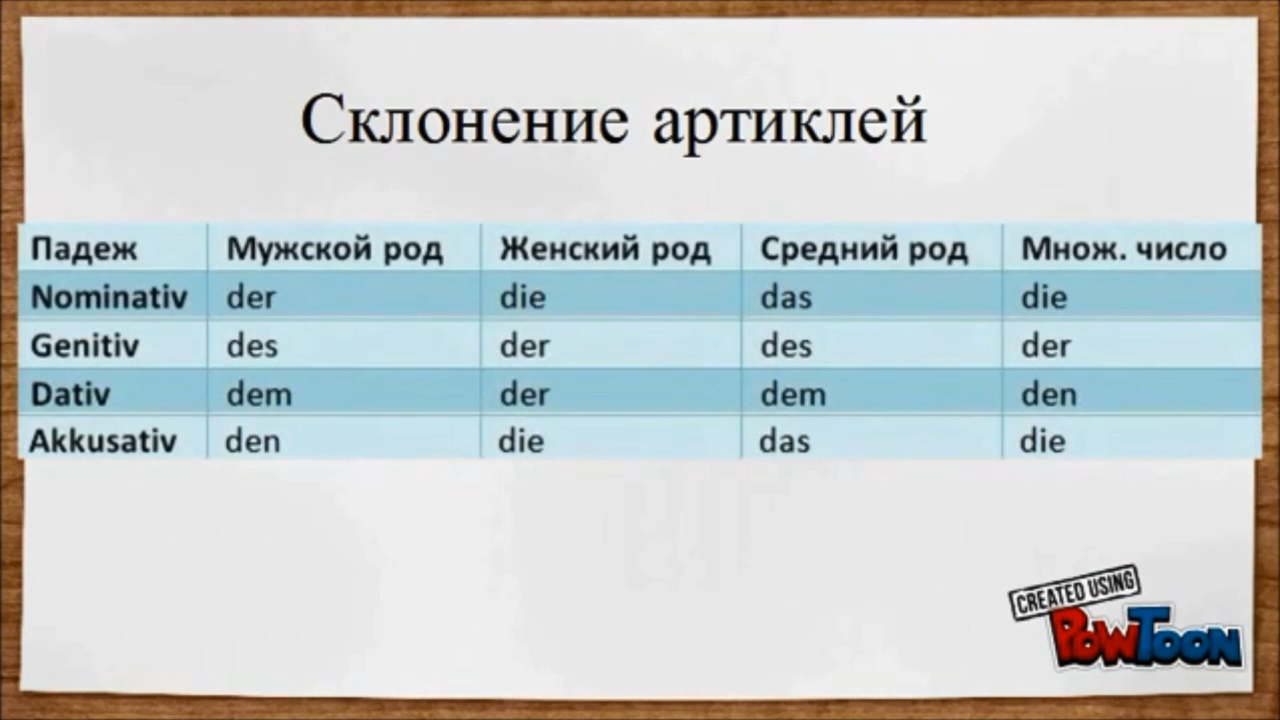 Склонение артиклей
Падеж Мужской род Женский род Средний род Множ. число
Nominativ der die das die
Genitiv des der des der
Dativ dem der dem den
Akkusativ den die das die
CREATED USING
POWTOON